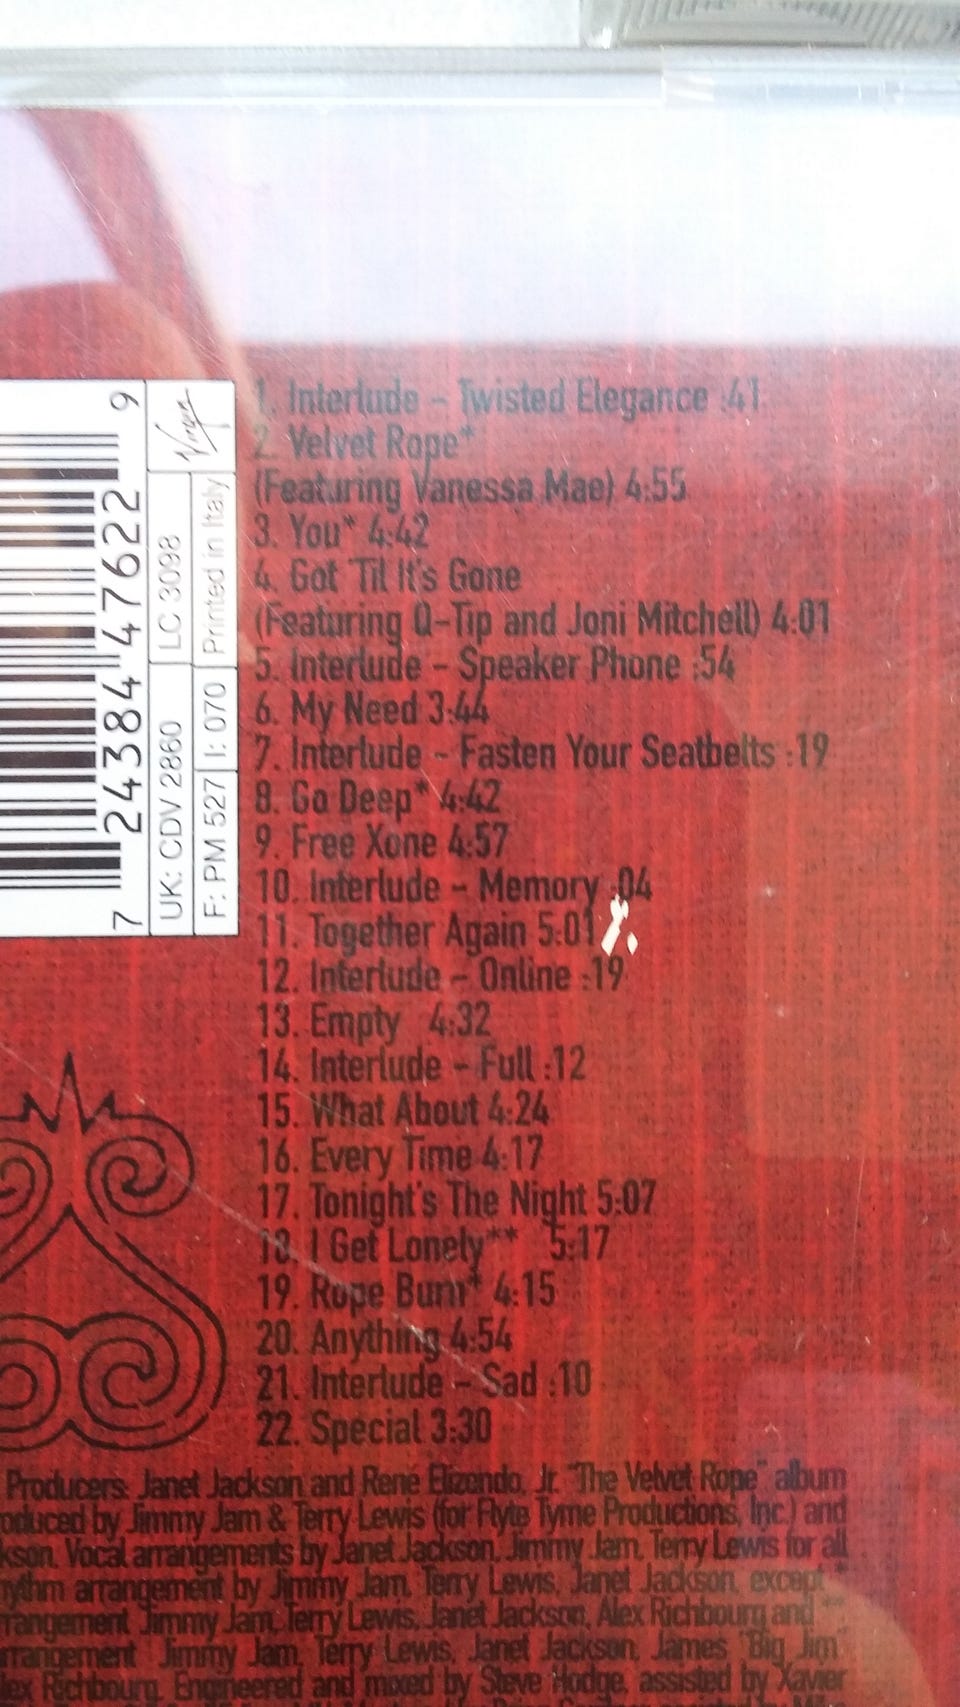 1. Interlude – Twisted Elegance :41
2. Velvet Rope*
(Featuring Vanessa Mae) 4:55
3. You* 4:42
4. Got 'Til It's Gone
(Featuring Q-Tip and Joni Mitchell) 4:01
5. Interlude – Speaker Phone :54
6. My Need 3:44
7. Interlude – Fasten Your Seatbelts :19
8. Go Deep* 4:42
9. Free Xone 4:57
10. Interlude – Memory :04
11. Together Again 5:01
12. Interlude – Online :19
13. Empty 4:32
14. Interlude – Full :12
15. What About 4:24
16. Every Time 4:17
17. Tonight's The Night 5:07
18. I Get Lonely** 5:17
19. Rope Burn* 4:15
20. Anything 4:54
21. Interlude – Sad :10
22. Special 3:30
Producers: Janet Jackson and René Elizondo, Jr. "The Velvet Rope" album
oduced by Jimmy Jam & Terry Lewis (for Flyte Tyme Productions, Inc.) and
kson. Vocal arrangements by Janet Jackson, Jimmy Jam, Terry Lewis for all
hythm arrangement by Jimmy Jam, Terry Lewis, Janet Jackson, except *
rangement Jimmy Jam, Terry Lewis, Janet Jackson, Alex Richbourg and **
rrangement Jimmy Jam, Terry Lewis, Janet Jackson, James "Big Jim"
ex Richbourg. Engineered and mixed by Steve Hodge, assisted by Xavier
7 24384 47622 9
UK: CDV 2860 LC 3098 Virgin
F: PM 527 I: 070 Printed in Italy